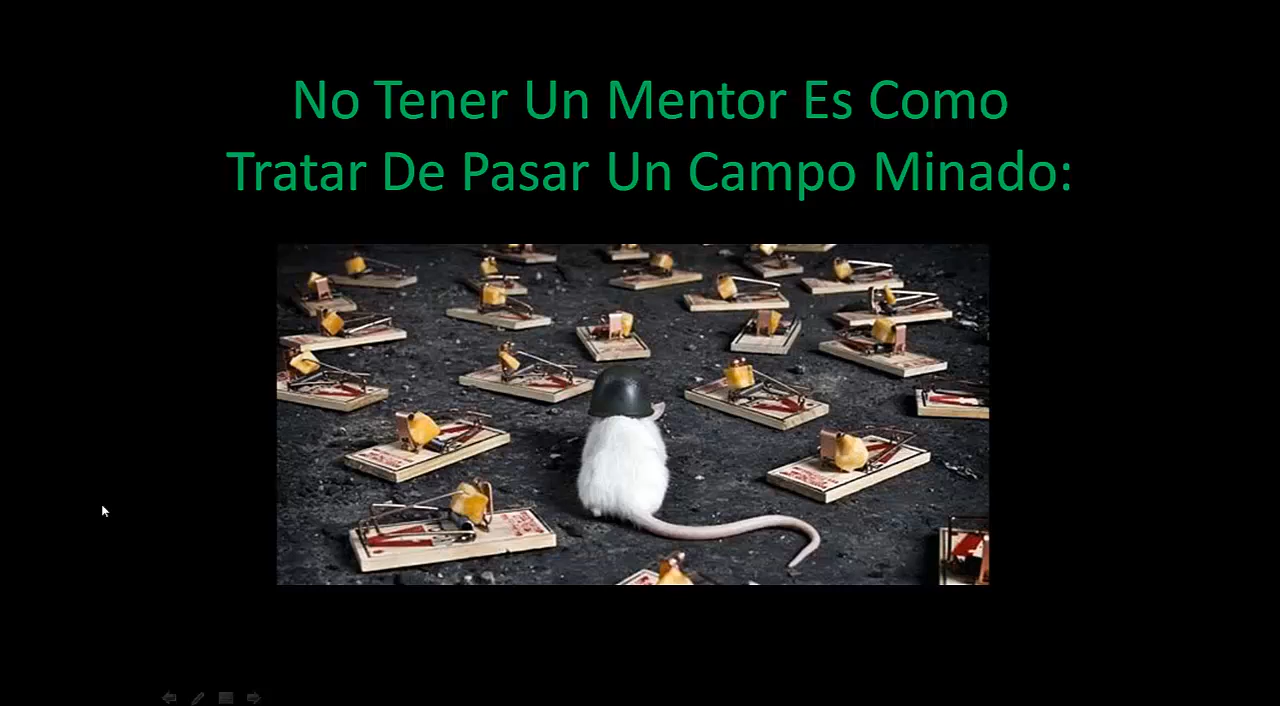 No Tener Un Mentor Es Como
Tratar De Pasar Un Campo Minado: